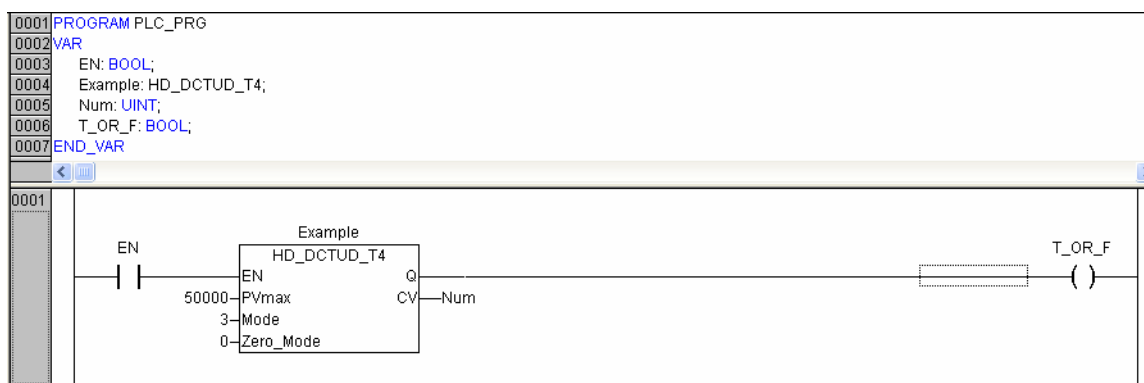 0001 PROGRAM PLC_PRG
0002 VAR
0003 EN: BOOL;
0004 Example: HD_DCTUD_T4;
0005 Num: UINT;
0006 T_OR_F: BOOL;
0007 END_VAR
0001
Example
EN HD_DCTUD_T4 T_OR_F
EN Q
50000 PVmax CV Num
3 Mode
0 Zero_Mode